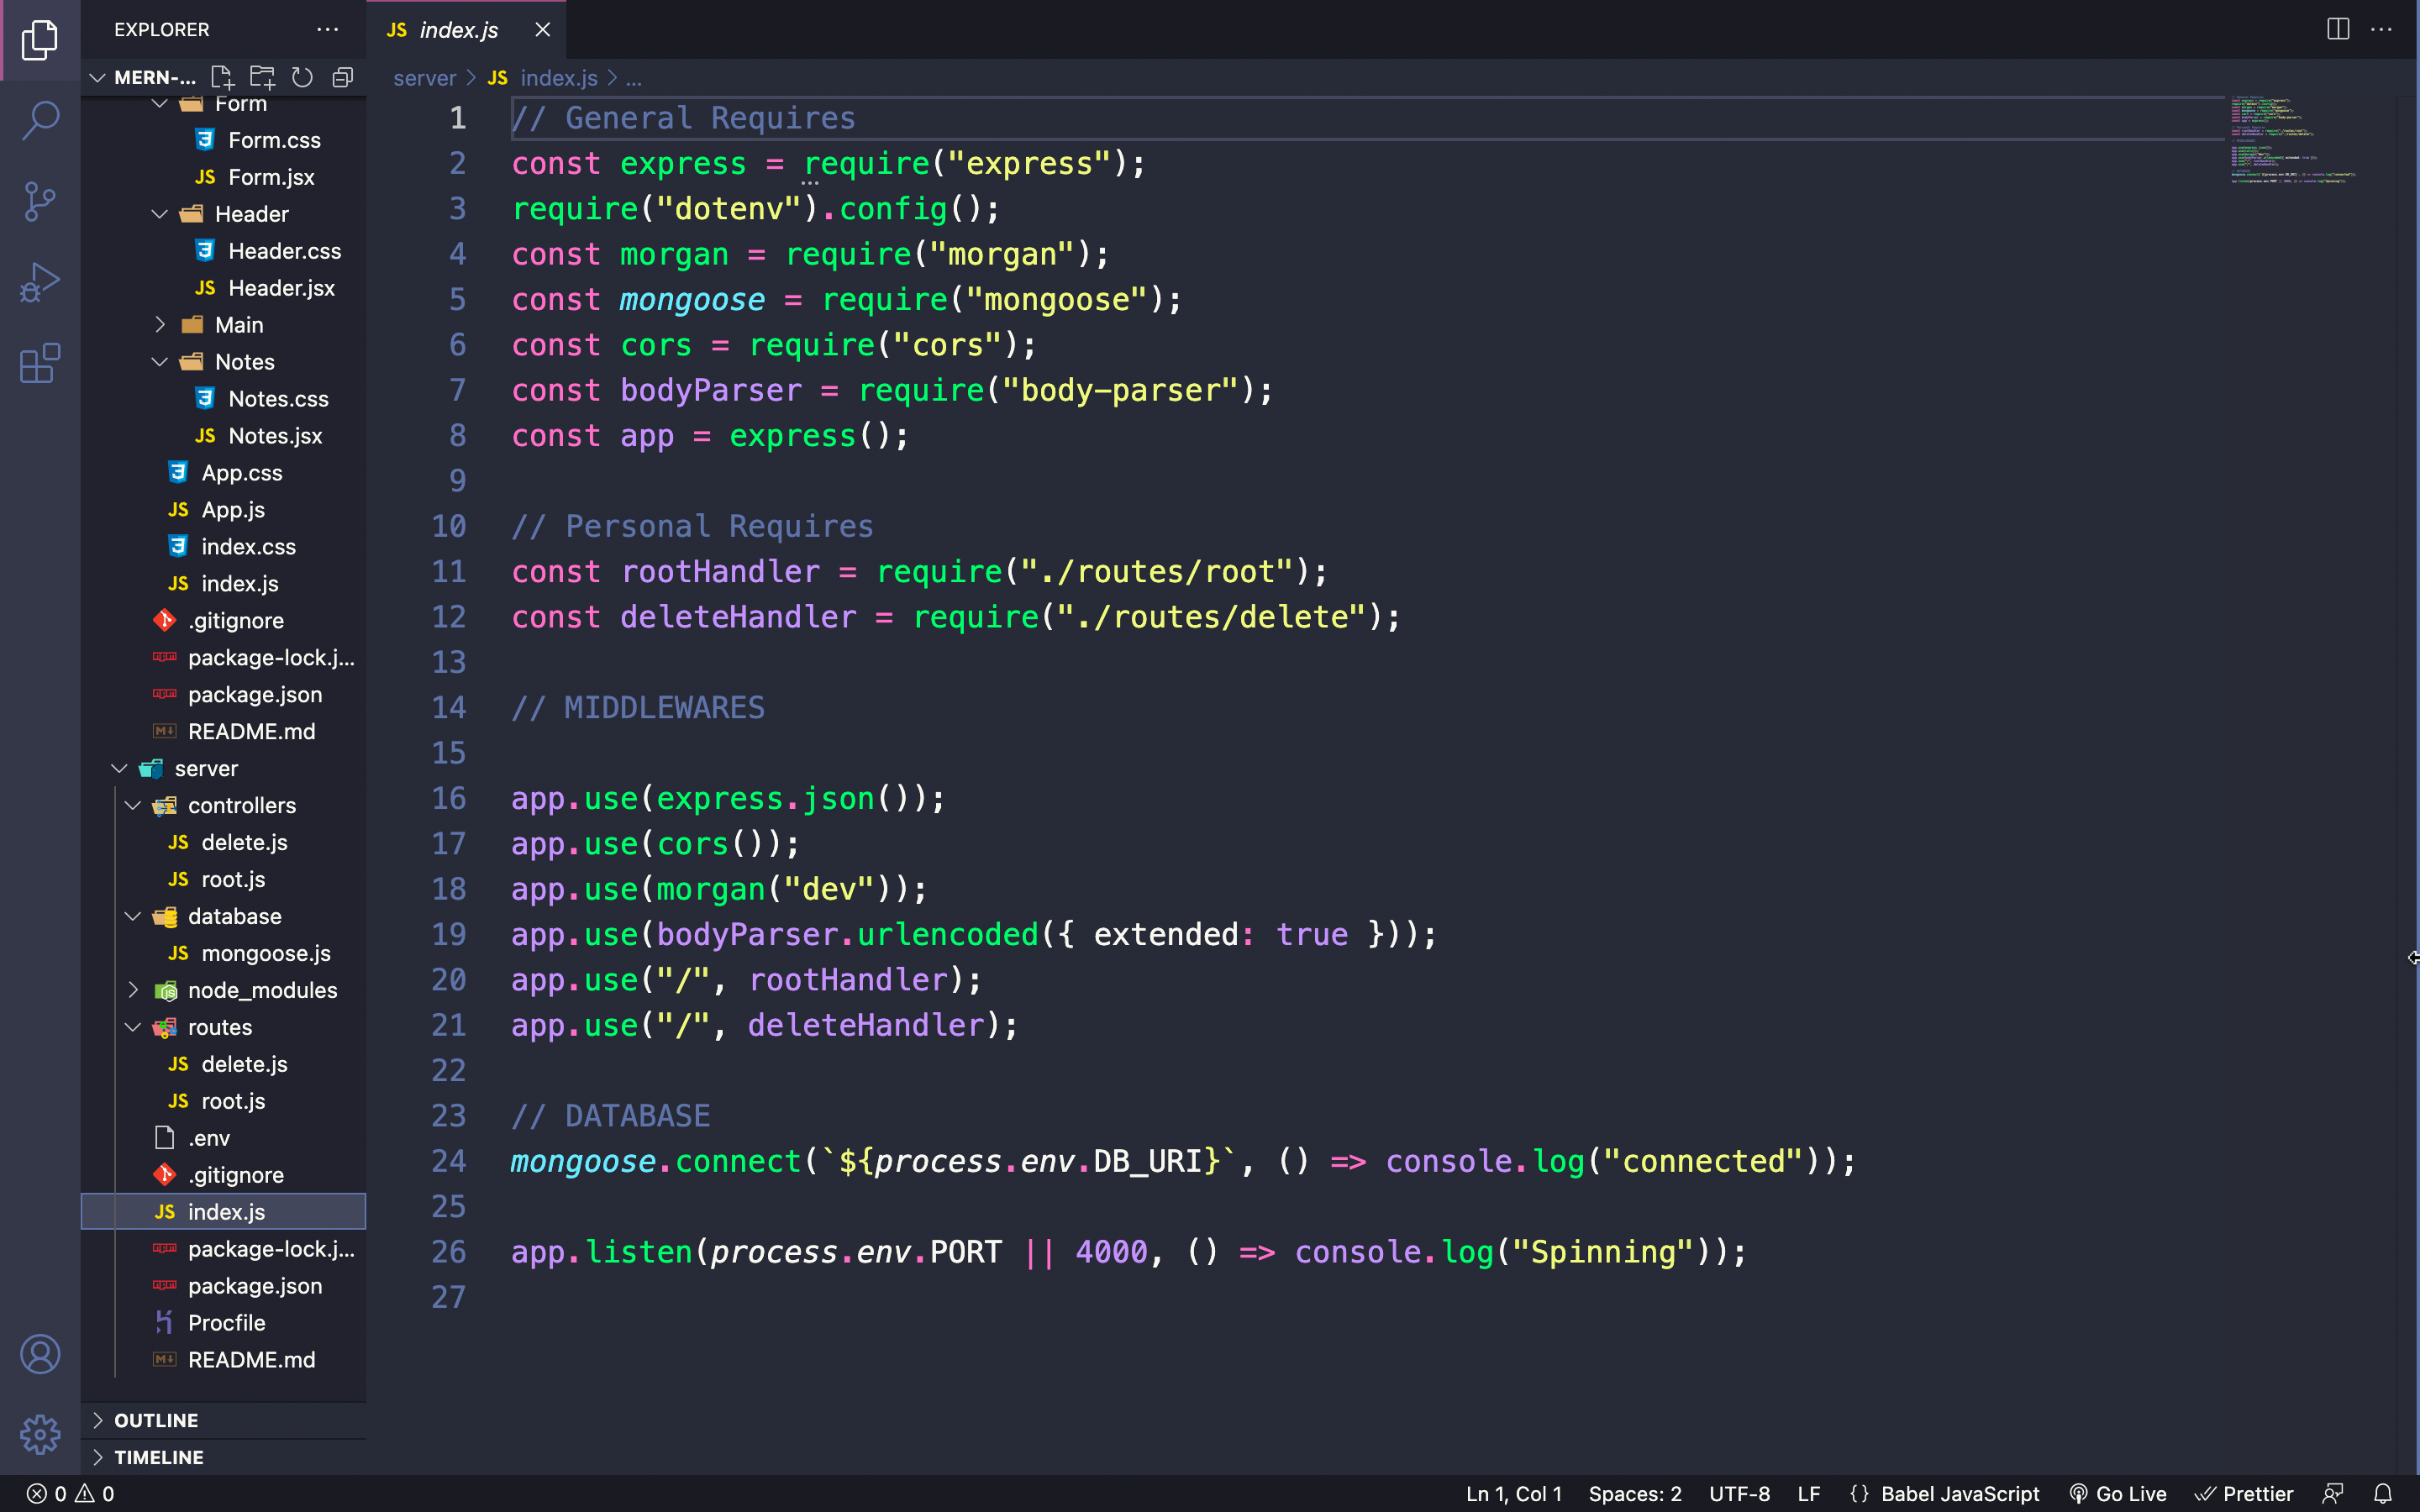 EXPLORER
MERN-...
Form
Form.css
Form.jsx
Header
Header.css
Header.jsx
Main
Notes
Notes.css
Notes.jsx
App.css
App.js
index.css
index.js
.gitignore
package-lock.j...
package.json
README.md
server
controllers
delete.js
root.js
database
mongoose.js
node_modules
routes
delete.js
root.js
.env
.gitignore
index.js
package-lock.j...
package.json
Procfile
README.md
OUTLINE
TIMELINE
JS index.js
server > JS index.js > ...
1 // General Requires
2 const express = require("express");
3 require("dotenv").config();
4 const morgan = require("morgan");
5 const mongoose = require("mongoose");
6 const cors = require("cors");
7 const bodyParser = require("body-parser");
8 const app = express();
9
10 // Personal Requires
11 const rootHandler = require("./routes/root");
12 const deleteHandler = require("./routes/delete");
13
14 // MIDDLEWARES
15
16 app.use(express.json());
17 app.use(cors());
18 app.use(morgan("dev"));
19 app.use(bodyParser.urlencoded({ extended: true }));
20 app.use("/", rootHandler);
21 app.use("/", deleteHandler);
22
23 // DATABASE
24 mongoose.connect(`${process.env.DB_URI}`, () => console.log("connected"));
25
26 app.listen(process.env.PORT || 4000, () => console.log("Spinning"));
27
0 0
Ln 1, Col 1 Spaces: 2 UTF-8 LF {} Babel JavaScript Go Live Prettier